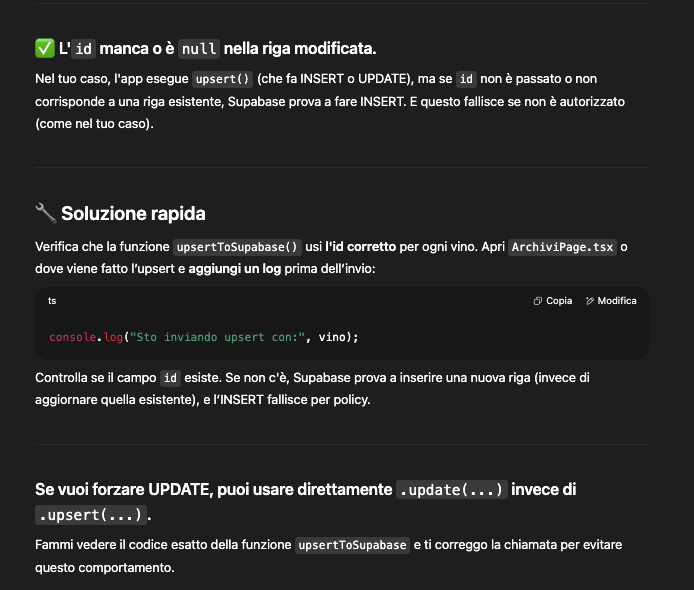 ✅ L'id manca o è null nella riga modificata.
Nel tuo caso, l'app esegue upsert() (che fa INSERT o UPDATE), ma se id non è passato o non
corrisponde a una riga esistente, Supabase prova a fare INSERT. E questo fallisce se non è autorizzato
(come nel tuo caso).
🔧 Soluzione rapida
Verifica che la funzione upsertToSupabase() usi l'id corretto per ogni vino. Apri ArchiviPage.tsx o
dove viene fatto l'upsert e aggiungi un log prima dell'invio:
ts Copia Modifica
console.log("Sto inviando upsert con:", vino);
Controlla se il campo id esiste. Se non c'è, Supabase prova a inserire una nuova riga (invece di
aggiornare quella esistente), e l'INSERT fallisce per policy.
Se vuoi forzare UPDATE, puoi usare direttamente .update(...) invece di
.upsert(...).
Fammi vedere il codice esatto della funzione upsertToSupabase e ti correggo la chiamata per evitare
questo comportamento.